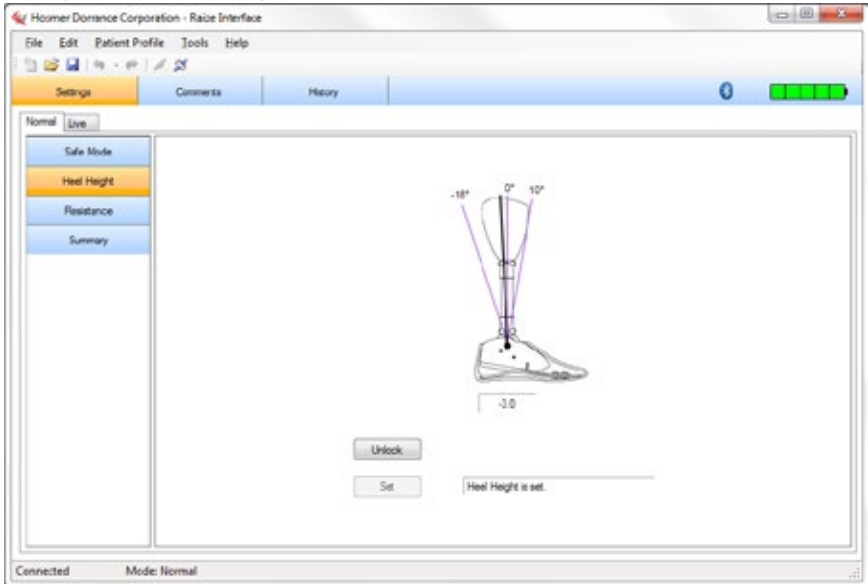 Hosmer Dorrance Corporation - Raize Interface
File Edit Patient Profile Tools Help
Settings Comments History
Normal Live
Safe Mode
Heel Height
Resistance
Summary
-18° 0° 10°
-3.0
Unlock
Set Heel Height is set.
Connected Mode: Normal